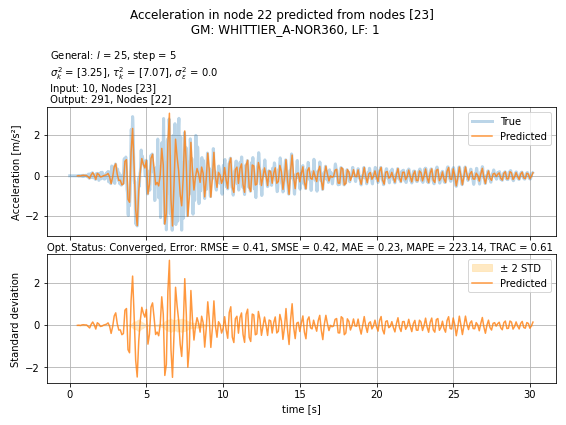 Acceleration in node 22 predicted from nodes [23]
GM: WHITTIER_A-NOR360, LF: 1
General: l = 25, step = 5
σ²ₖ = [3.25], τ²ₖ = [7.07], σ²ε = 0.0
Input: 10, Nodes [23]
Output: 291, Nodes [22]
Acceleration [m/s²]
2
0
−2
True
Predicted
Opt. Status: Converged, Error: RMSE = 0.41, SMSE = 0.42, MAE = 0.23, MAPE = 223.14, TRAC = 0.61
Standard deviation
2
0
−2
± 2 STD
Predicted
0 5 10 15 20 25 30
time [s]